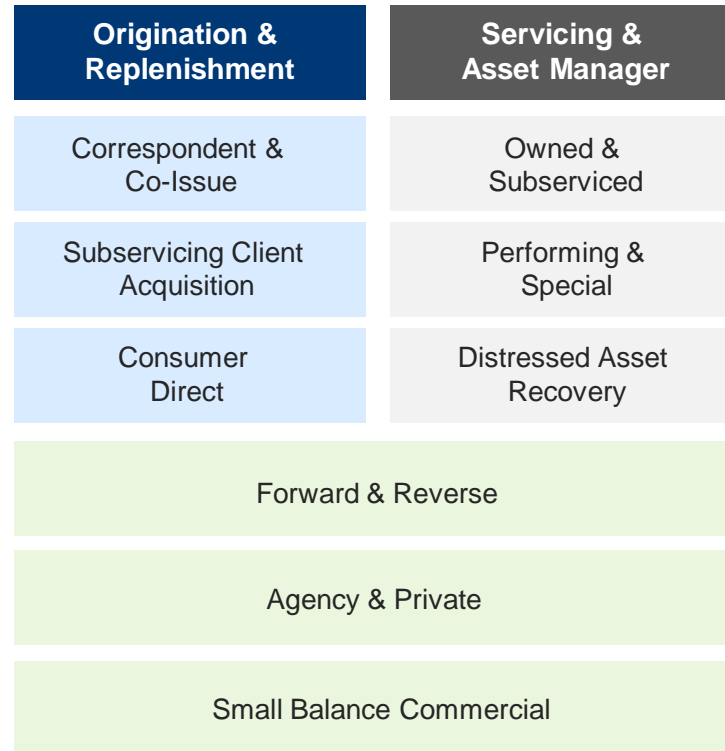 Origination &
Replenishment
Servicing &
Asset Manager
Correspondent &
Co-Issue
Owned &
Subserviced
Subservicing Client
Acquisition
Performing &
Special
Consumer
Direct
Distressed Asset
Recovery
Forward & Reverse
Agency & Private
Small Balance Commercial